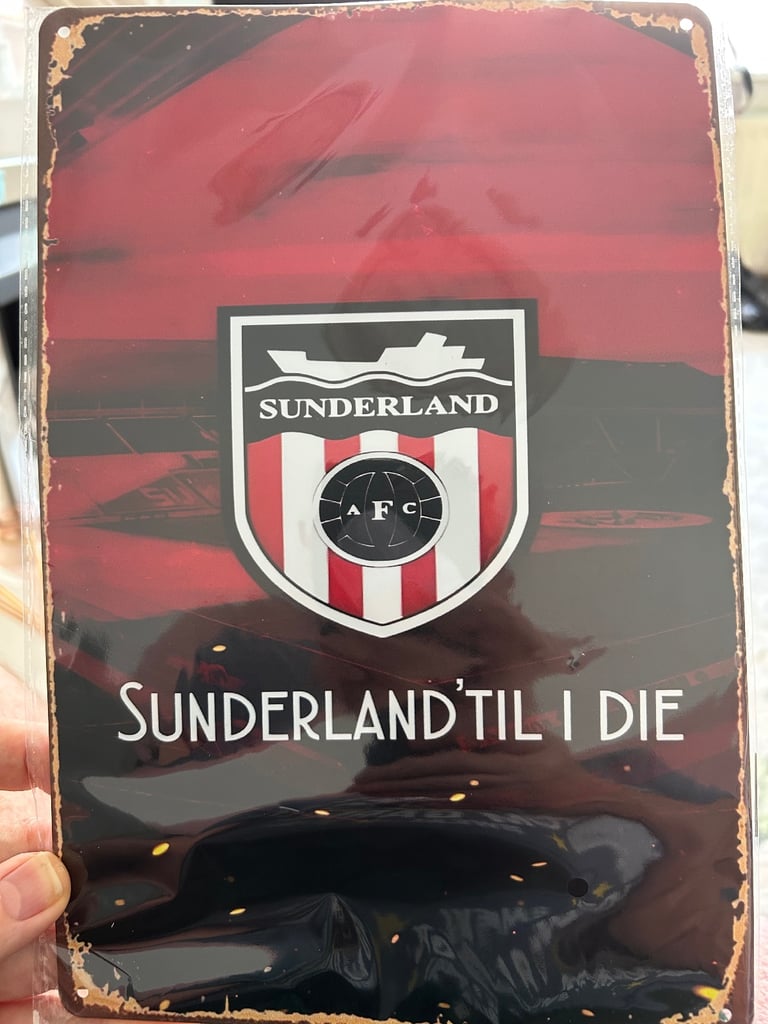 SUNDERLAND
A F C
SUNDERLAND 'TIL I DIE